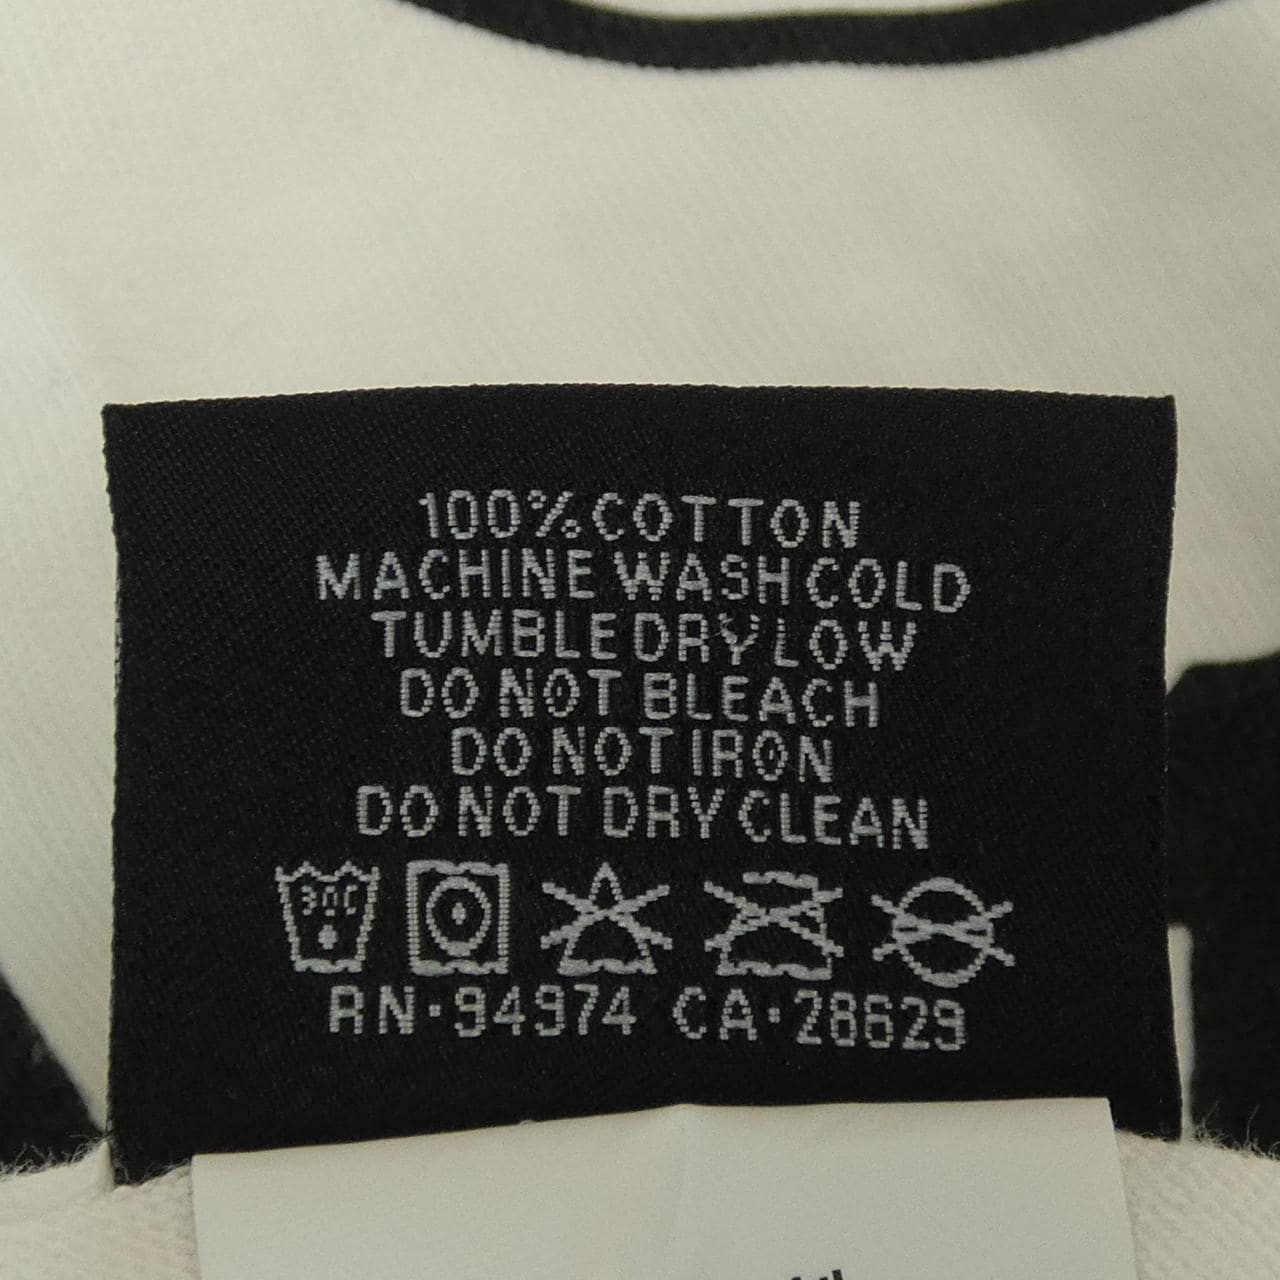 100% COTTON
MACHINE WASH COLD
TUMBLE DRY LOW
DO NOT BLEACH
DO NOT IRON
DO NOT DRY CLEAN
30C
RN·94974 CA·28629